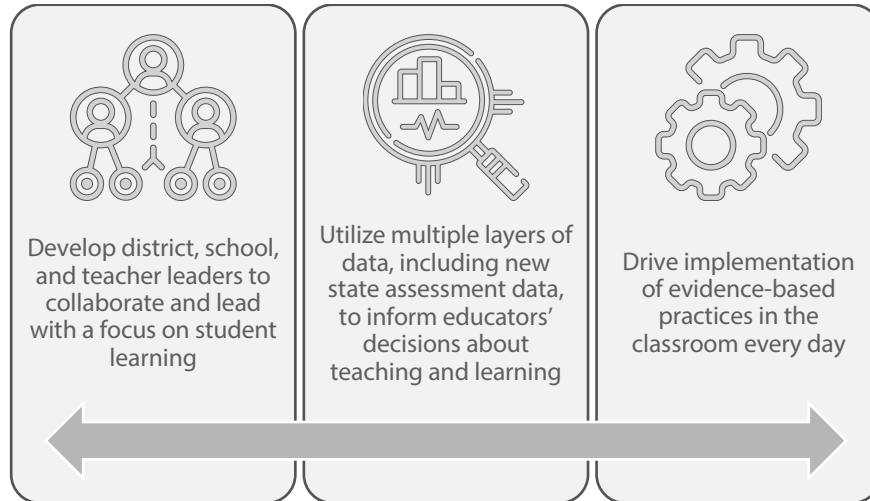 Develop district, school,
and teacher leaders to
collaborate and lead
with a focus on student
learning
Utilize multiple layers of
data, including new
state assessment data,
to inform educators’
decisions about
teaching and learning
Drive implementation
of evidence-based
practices in the
classroom every day